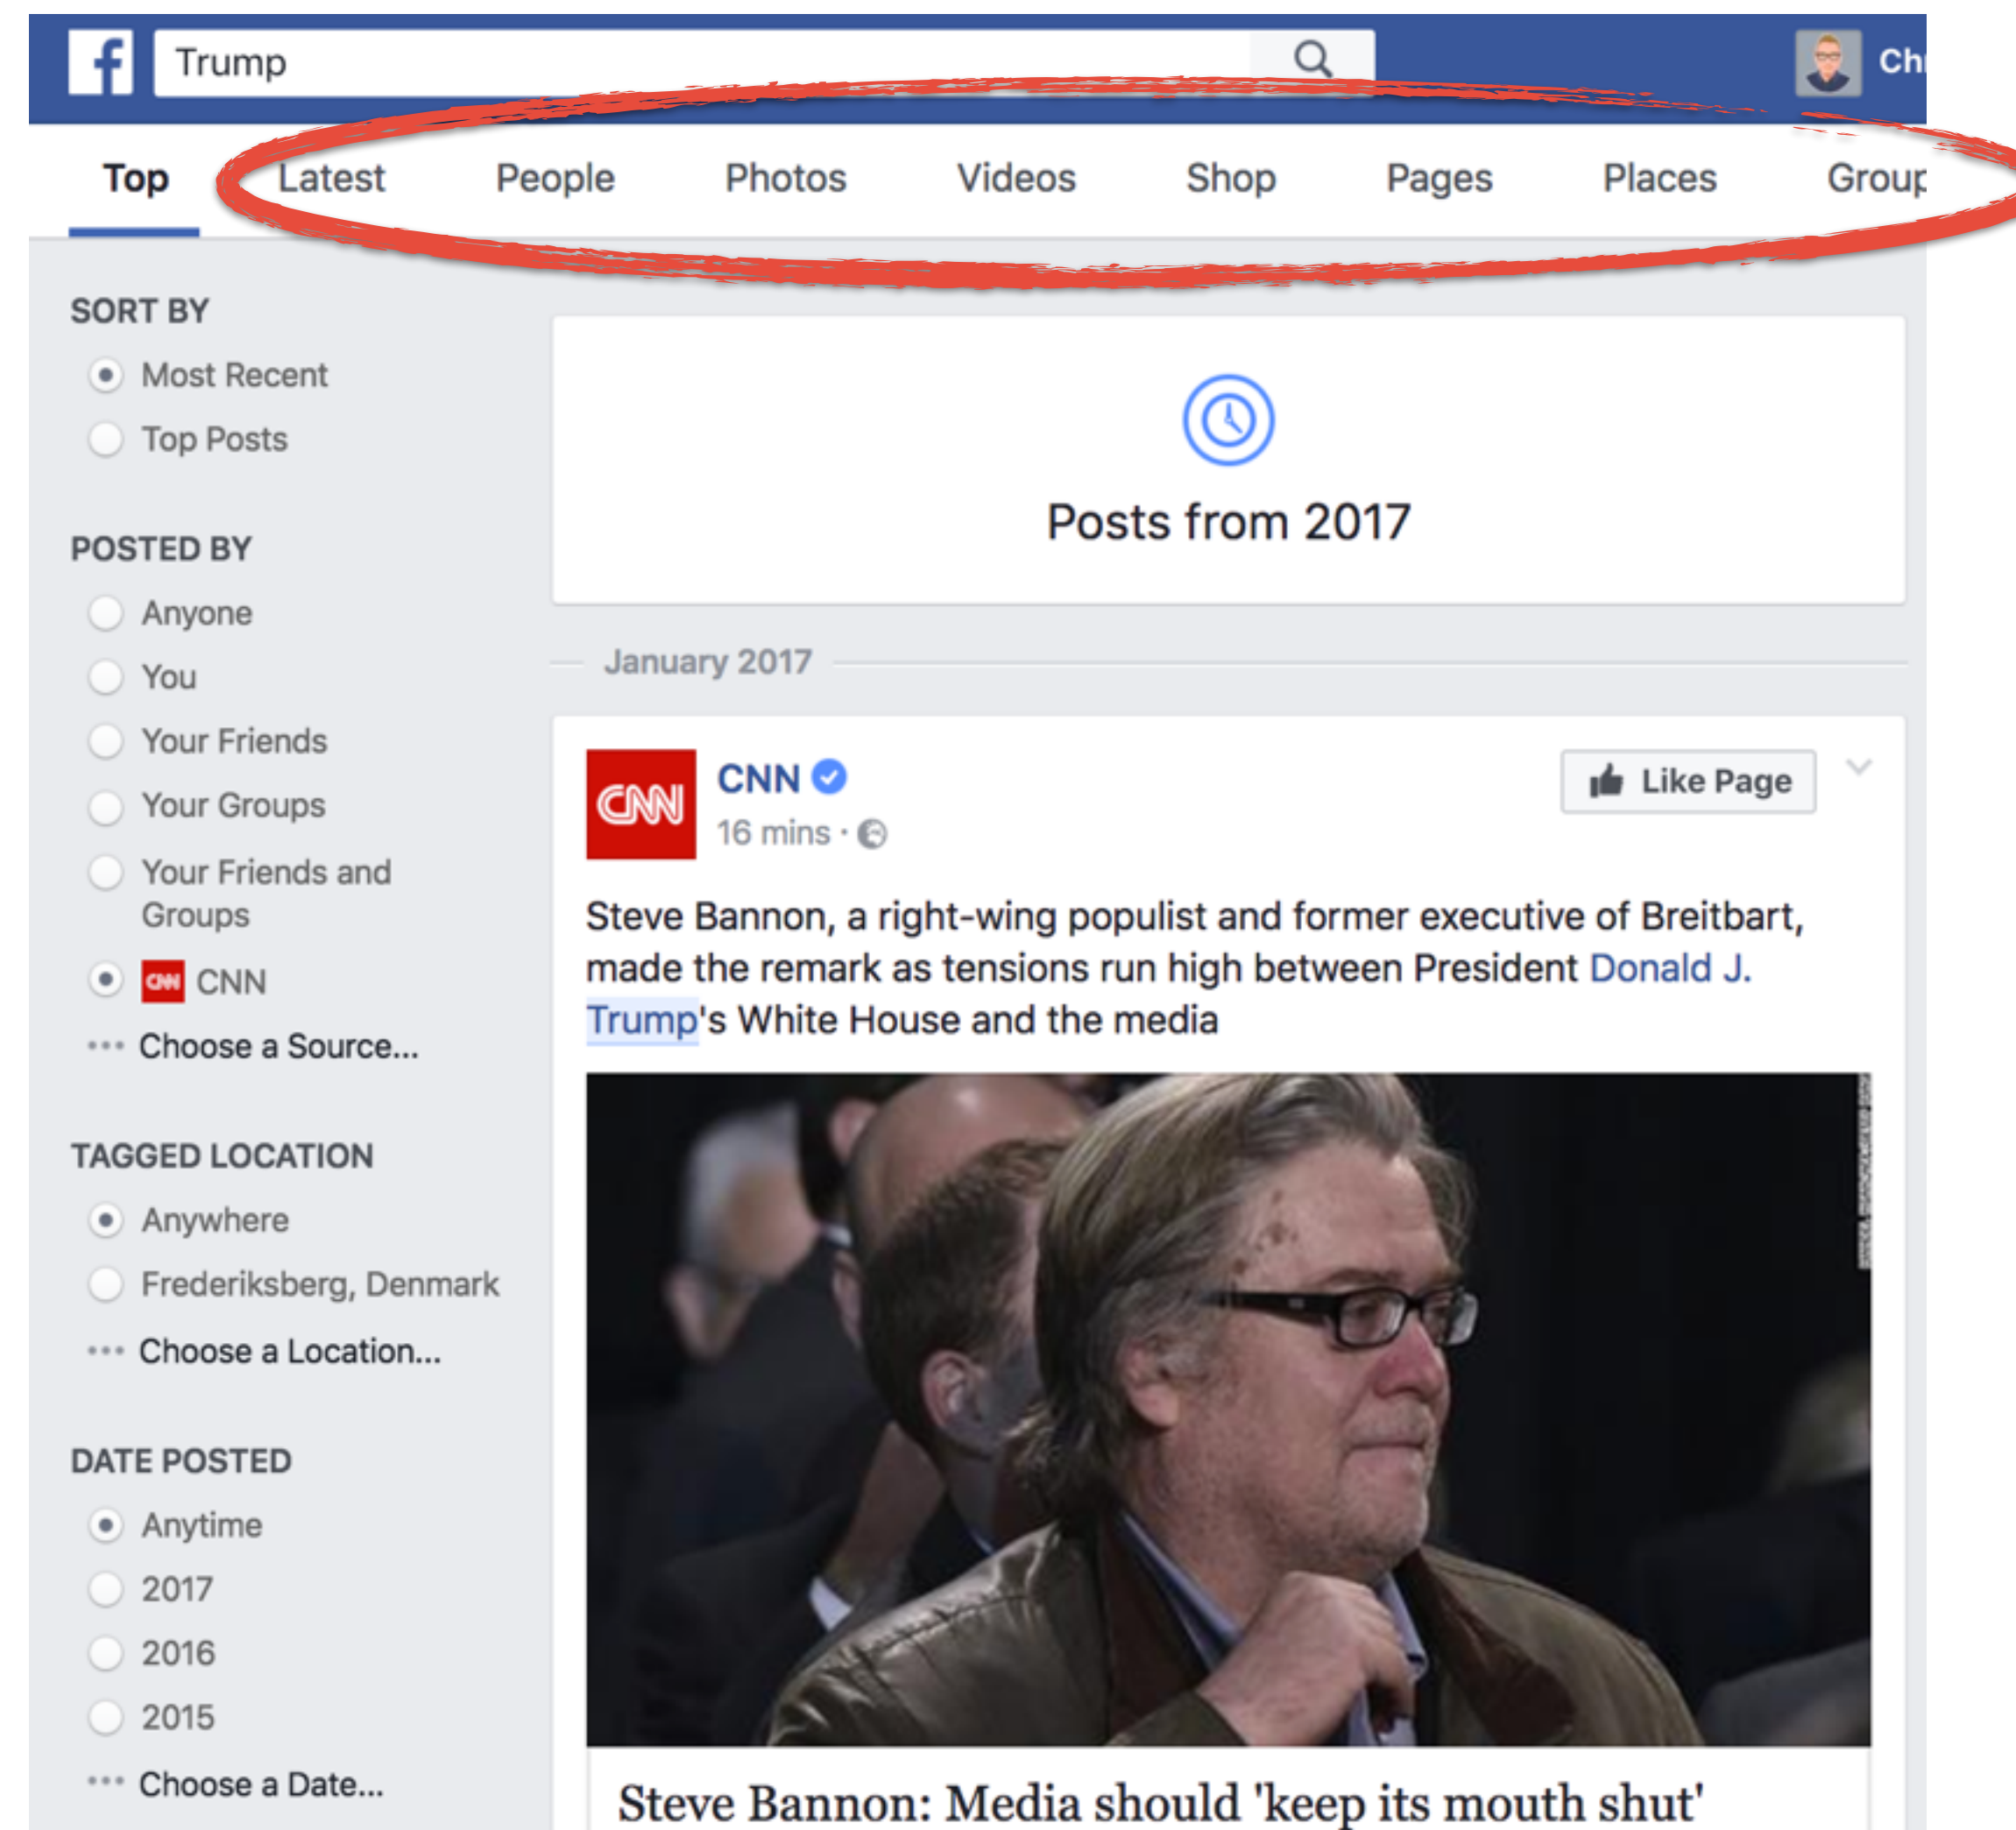 f
Trump
Top
Latest
People
Photos
Videos
Shop
Pages
Places
SORT BY
Most Recent
Top Posts
POSTED BY
Anyone
You
Your Friends
Your Groups
Your Friends and
Groups
CNN CNN
Choose a Source...
TAGGED LOCATION
Anywhere
Frederiksberg, Denmark
Choose a Location...
DATE POSTED
Anytime
2017
2016
2015
Choose a Date...
Posts from 2017
January 2017
CNN
CNN
16 mins ·
Like Page
Steve Bannon, a right-wing populist and former executive of Breitbart,
made the remark as tensions run high between President Donald J.
Trump's White House and the media
Steve Bannon: Media should 'keep its mouth shut'